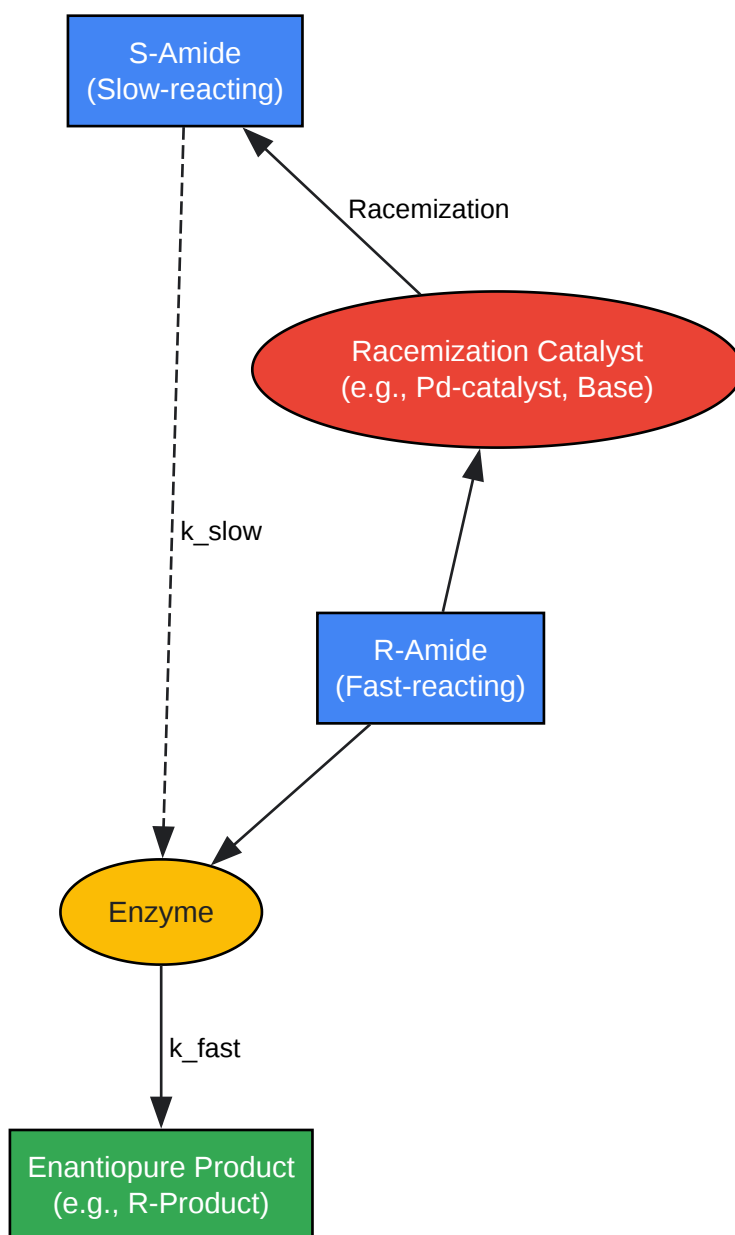 S-Amide
(Slow-reacting)
Racemization
Racemization Catalyst
(e.g., Pd-catalyst, Base)
k_slow
R-Amide
(Fast-reacting)
Enzyme
k_fast
Enantiopure Product
(e.g., R-Product)